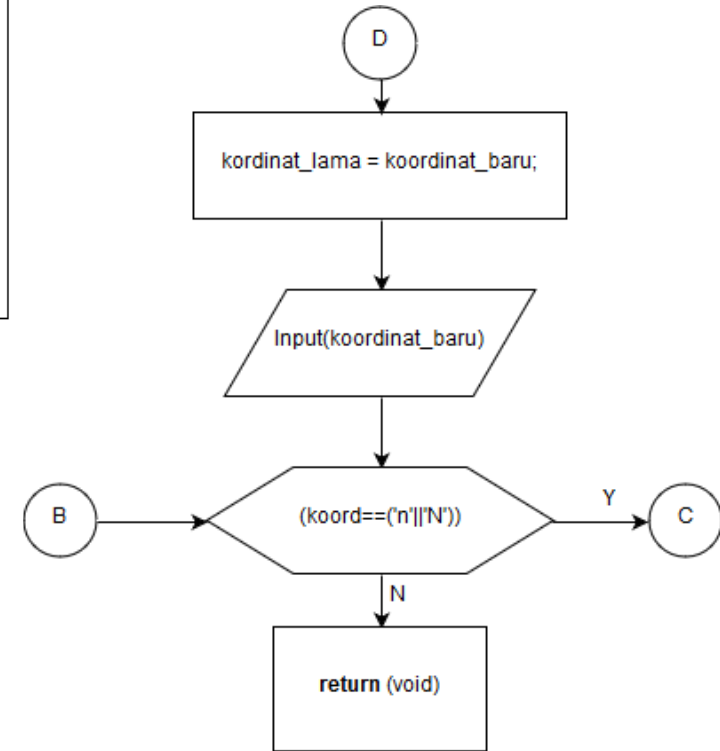 D
kordinat_lama = koordinat_baru;
Input(koordinat_baru)
B
(koord==('n'||'N'))
Y
C
N
return (void)